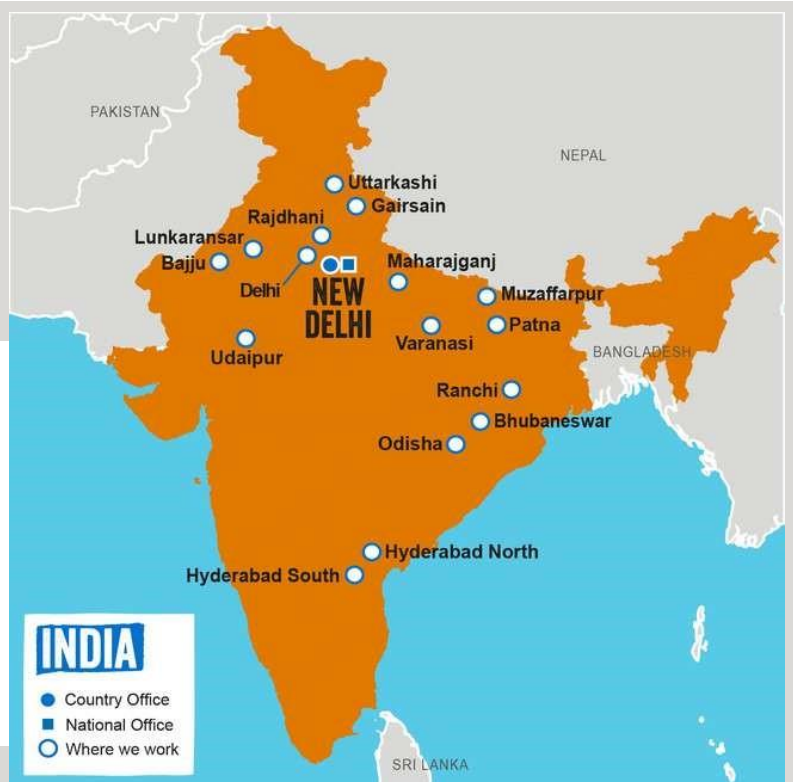 PAKISTAN
NEPAL
Uttarkashi
Gairsain
Rajdhani
Lunkaransar
Bajju
Delhi
NEW
DELHI
Maharajganj
Muzaffarpur
Patna
Varanasi
Udaipur
BANGLADESH
Ranchi
Bhubaneswar
Odisha
Hyderabad North
Hyderabad South
INDIA
Country Office
National Office
Where we work
SRI LANKA